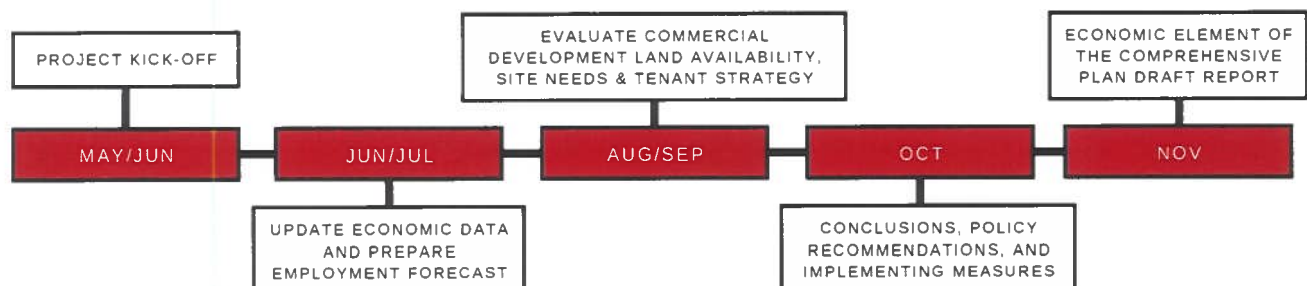 PROJECT KICK-OFF
EVALUATE COMMERCIAL
DEVELOPMENT LAND AVAILABILITY,
SITE NEEDS & TENANT STRATEGY
ECONOMIC ELEMENT OF
THE COMPREHENSIVE
PLAN DRAFT REPORT
MAY/JUN
JUN/JUL
AUG/SEP
OCT
NOV
UPDATE ECONOMIC DATA
AND PREPARE
EMPLOYMENT FORECAST
CONCLUSIONS, POLICY
RECOMMENDATIONS, AND
IMPLEMENTING MEASURES